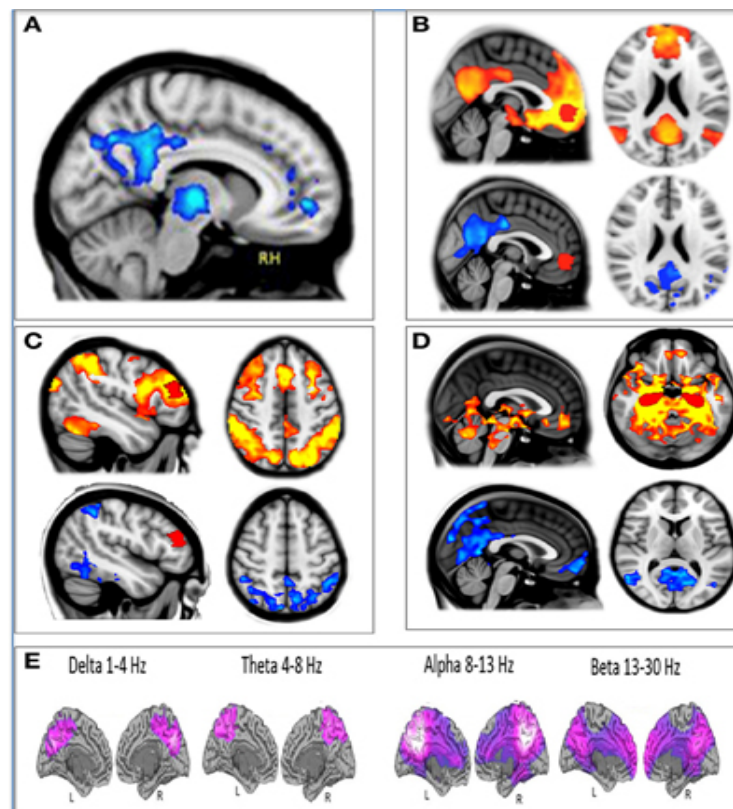 A
RH
B
C
D
E
Delta 1-4 Hz
Theta 4-8 Hz
Alpha 8-13 Hz
Beta 13-30 Hz
L
R
L
R
L
R
L
R